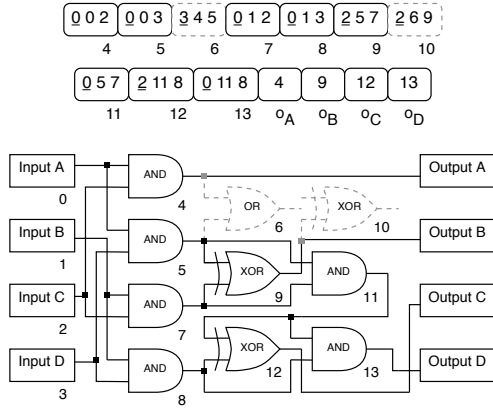 0 0 2 0 0 3 3 4 5 0 1 2 0 1 3 2 5 7 2 6 9
4 5 6 7 8 9 10
0 5 7 2 11 8 0 11 8 4 9 12 13
11 12 13 oA oB oC oD
Input A AND Output A
0 4 OR XOR
6 10
Input B AND Output B
1 5 XOR AND
9 11
Input C AND Output C
2 7 XOR AND
12 13
Input D AND Output D
3 8